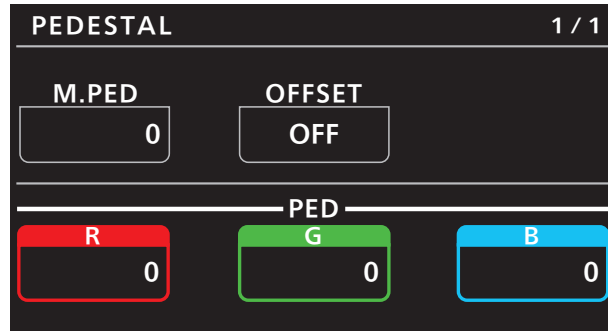 PEDESTAL 1/1
M.PED OFFSET
0 OFF
PED
R G B
0 0 0